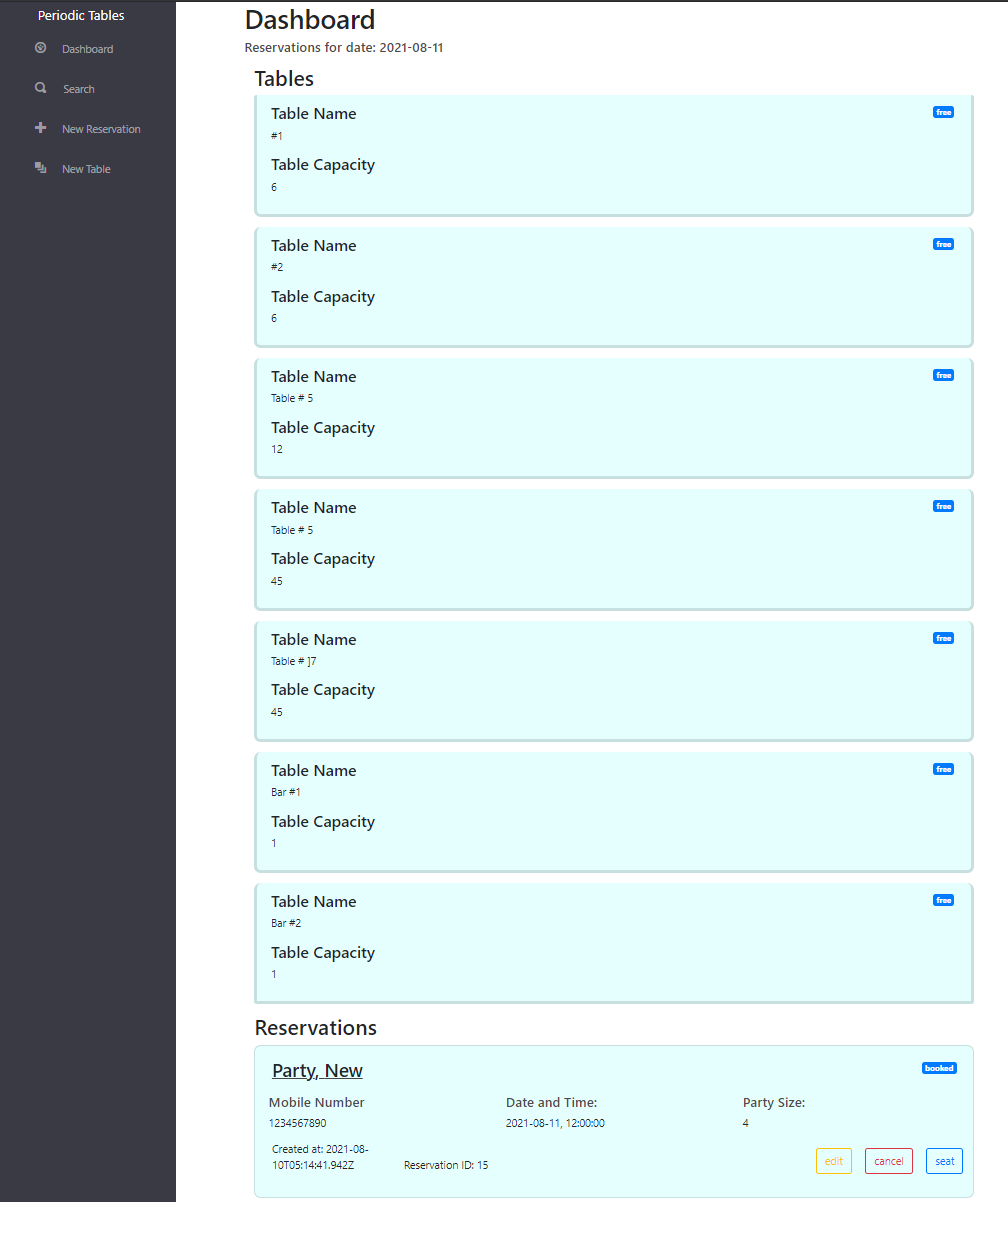 Periodic Tables
Dashboard
Search
New Reservation
New Table
Dashboard
Reservations for date: 2021-08-11
Tables
Table Name
free
#1
Table Capacity
6
Table Name
free
#2
Table Capacity
6
Table Name
free
Table # 5
Table Capacity
12
Table Name
free
Table # 5
Table Capacity
45
Table Name
free
Table # ]7
Table Capacity
45
Table Name
free
Bar #1
Table Capacity
1
Table Name
free
Bar #2
Table Capacity
1
Reservations
Party, New
booked
Mobile Number
1234567890
Date and Time:
2021-08-11, 12:00:00
Party Size:
4
Created at: 2021-08-
10T05:14:41.942Z
Reservation ID: 15
edit
cancel
seat